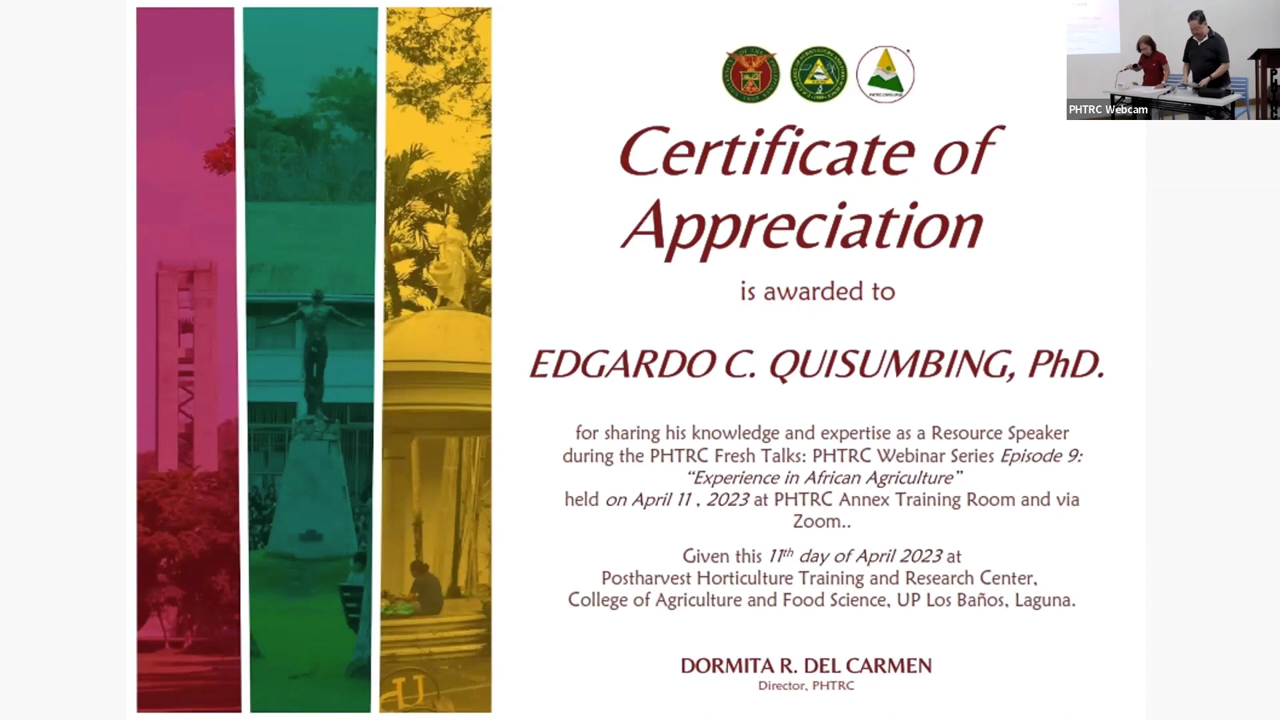 PHTRC Webcam
Certificate of
Appreciation
is awarded to
EDGARDO C. QUISUMBING, PhD.
for sharing his knowledge and expertise as a Resource Speaker
during the PHTRC Fresh Talks: PHTRC Webinar Series Episode 9:
“Experience in African Agriculture”
held on April 11 , 2023 at PHTRC Annex Training Room and via
Zoom..
Given this 11th day of April 2023 at
Postharvest Horticulture Training and Research Center,
College of Agriculture and Food Science, UP Los Baños, Laguna.
DORMITA R. DEL CARMEN
Director, PHTRC